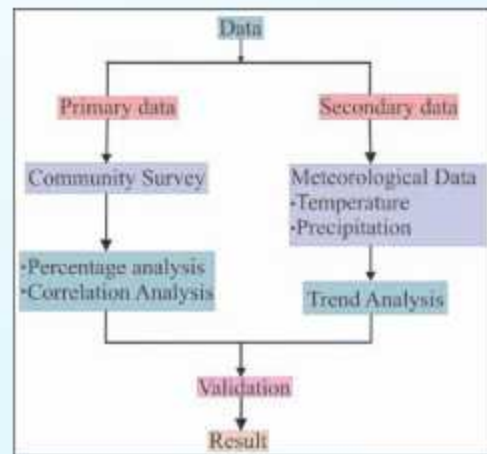 Data
Primary data
Secondary data
Community Survey
Meteorological Data
•Temperature
•Precipitation
•Percentage analysis
•Correlation Analysis
Trend Analysis
Validation
Result